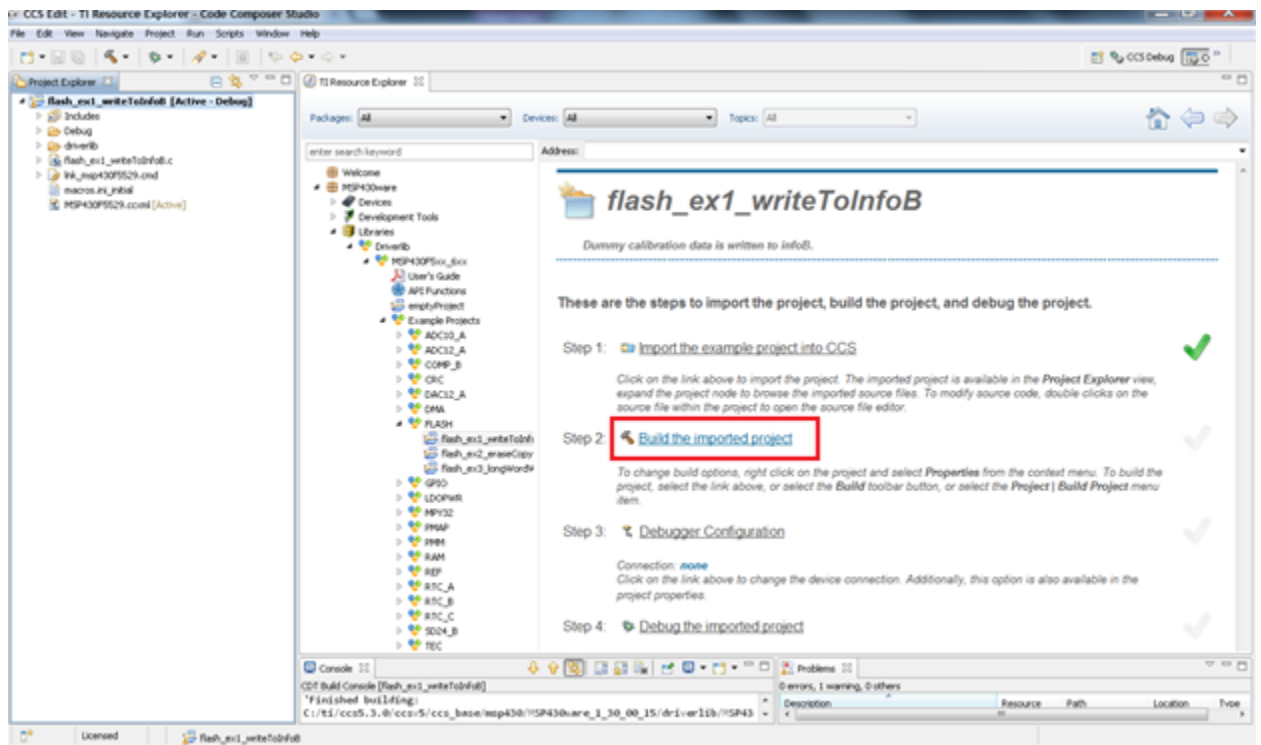 CCS Edit - TI Resource Explorer - Code Composer Studio
File Edit View Navigate Project Run Scripts Window Help
CCS Debug
Project Explorer
flash_ex1_writeToInfoB [Active - Debug]
Includes
Debug
driverlib
flash_ex1_writeToInfoB.c
lnk_msp430f5529.cmd
macros.ini_initial
MSP430F5529.ccxml [Active]
TI Resource Explorer
Packages: All Devices: All Topics: All
enter search keyword
Address:
Welcome
MSP430ware
Devices
Development Tools
Libraries
Driverlib
MSP430F5xx_6xx
User's Guide
API Functions
emptyProject
Example Projects
ADC10_A
ADC12_A
COMP_B
CRC
DAC12_A
DMA
FLASH
flash_ex1_writeToInf
flash_ex2_eraseCopy
flash_ex3_longWord
GPIO
LDOPWR
MPY32
PMAP
PMM
RAM
REF
RTC_A
RTC_B
RTC_C
SD24_B
TEC
flash_ex1_writeToInfoB
Dummy calibration data is written to infoB.
These are the steps to import the project, build the project, and debug the project.
Step 1: Import the example project into CCS
Click on the link above to import the project. The imported project is available in the Project Explorer view,
expand the project node to browse the imported source files. To modify source code, double clicks on the
source file within the project to open the source file editor.
Step 2: Build the imported project
To change build options, right click on the project and select Properties from the context menu. To build the
project, select the link above, or select the Build toolbar button, or select the Project | Build Project menu
item.
Step 3: Debugger Configuration
Connection: none
Click on the link above to change the device connection. Additionally, this option is also available in the
project properties.
Step 4: Debug the imported project
Console
CDT Build Console [flash_ex1_writeToInfoB]
'Finished building:
C:/ti/ccs5.3.0/ccsv5/ccs_base/msp430/MSP430ware_1_30_00_15/driverlib/MSP43
Problems
0 errors, 1 warning, 0 others
Description Resource Path Location Type
Licensed
flash_ex1_writeToInfoB